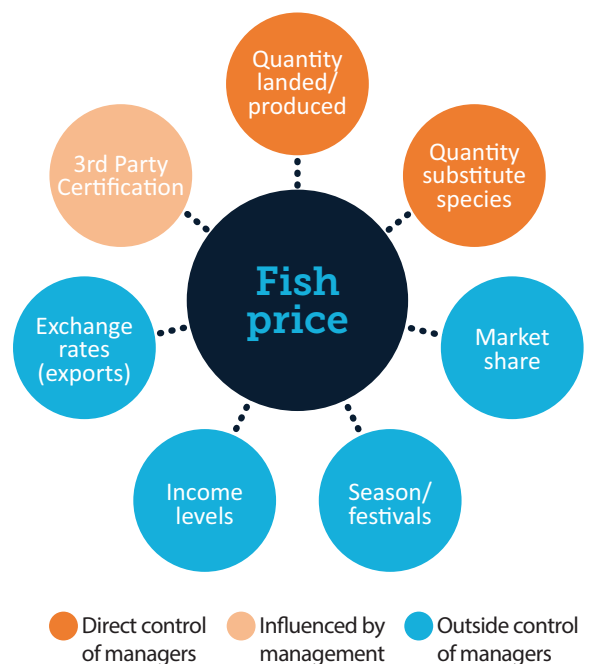 Quantity
landed/
produced
3rd Party
Certification
Quantity
substitute
species
Fish
price
Exchange
rates
(exports)
Market
share
Income
levels
Season/
festivals
Direct control
of managers
Influenced by
management
Outside control
of managers